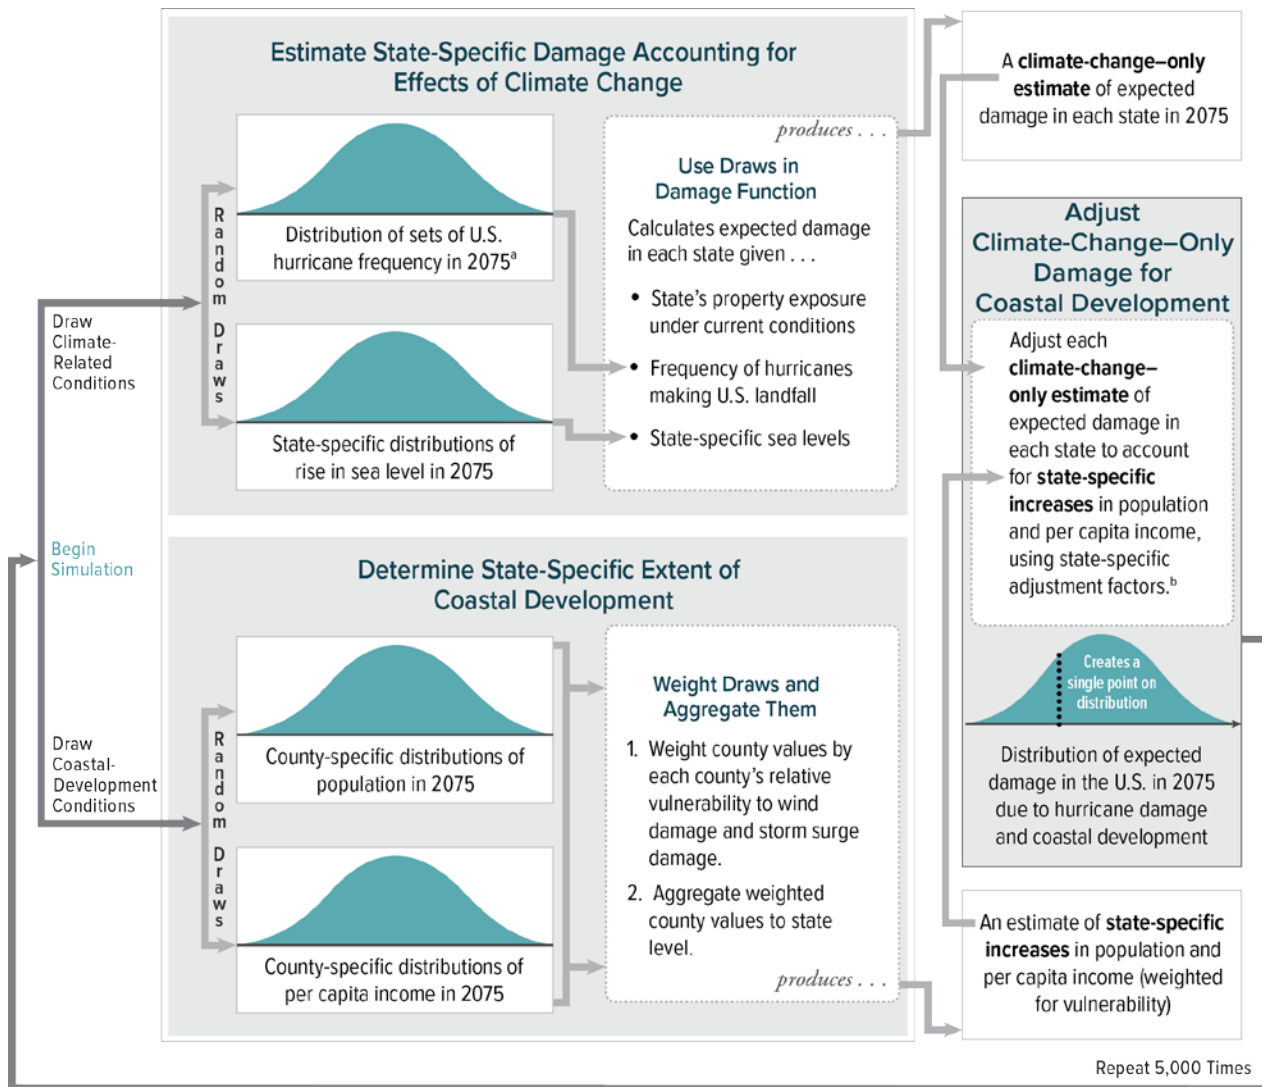 Estimate State-Specific Damage Accounting for
Effects of Climate Change
Random Draws
Distribution of sets of U.S.
hurricane frequency in 2075ᵃ
State-specific distributions of
rise in sea level in 2075
produces . . .
Use Draws in
Damage Function
Calculates expected damage
in each state given . . .
• State's property exposure
under current conditions
• Frequency of hurricanes
making U.S. landfall
• State-specific sea levels
A climate-change–only
estimate of expected
damage in each state in 2075
Draw
Climate-
Related
Conditions
Begin
Simulation
Draw
Coastal-
Development
Conditions
Determine State-Specific Extent of
Coastal Development
Random Draws
County-specific distributions of
population in 2075
County-specific distributions of
per capita income in 2075
Weight Draws and
Aggregate Them
1. Weight county values by
each county's relative
vulnerability to wind
damage and storm surge
damage.
2. Aggregate weighted
county values to state
level.
produces . . .
Adjust
Climate-Change–Only
Damage for
Coastal Development
Adjust each
climate-change–
only estimate of
expected damage in
each state to account
for state-specific
increases in population
and per capita income,
using state-specific
adjustment factors.ᵇ
Creates a
single point on
distribution
Distribution of expected
damage in the U.S. in 2075
due to hurricane damage
and coastal development
An estimate of state-specific
increases in population and
per capita income (weighted
for vulnerability)
Repeat 5,000 Times